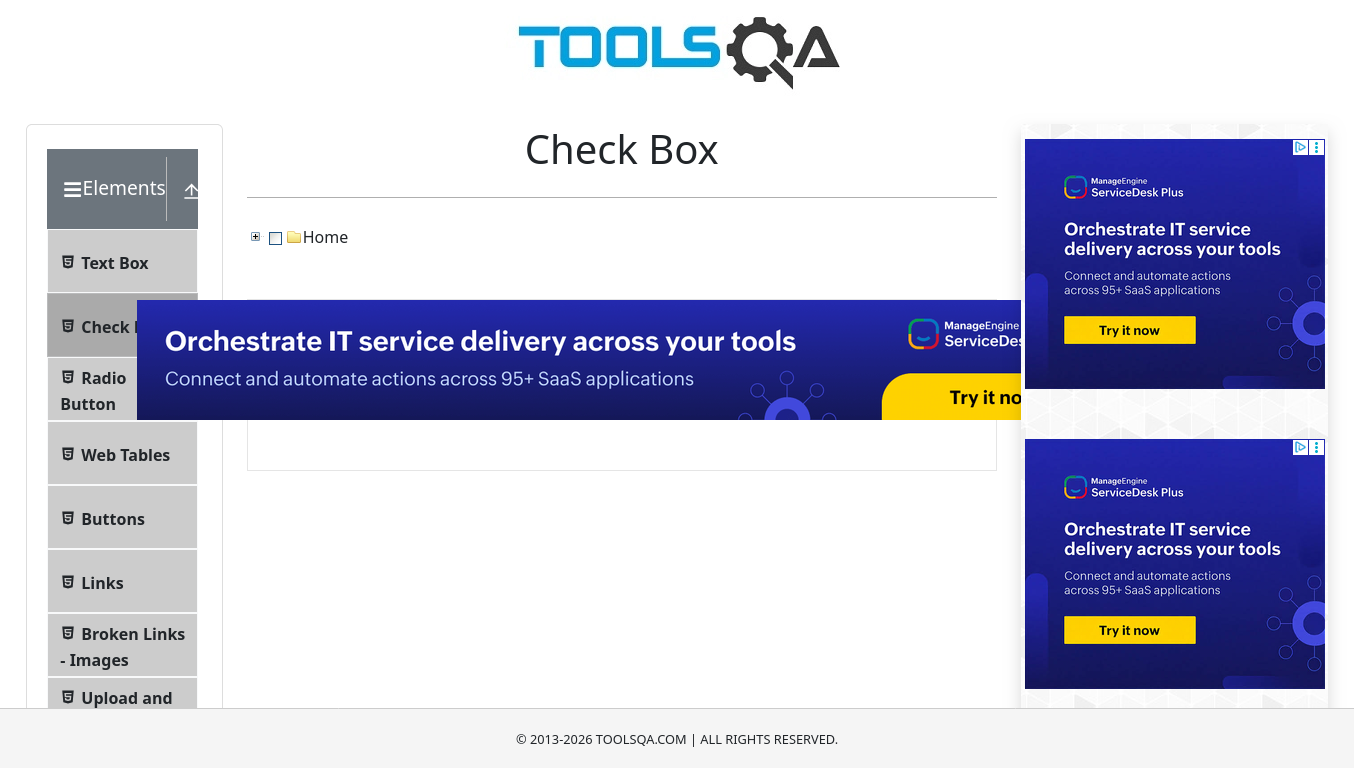 TOOLSQA
Check Box
Elements
Text Box
Check
Radio
Button
Web Tables
Buttons
Links
Broken Links
- Images
Upload and
Home
Orchestrate IT service delivery across your tools
Connect and automate actions across 95+ SaaS applications
ManageEngine
ServiceDes
Try it no
ManageEngine
ServiceDesk Plus
Orchestrate IT service
delivery across your tools
Connect and automate actions
across 95+ SaaS applications
Try it now
ManageEngine
ServiceDesk Plus
Orchestrate IT service
delivery across your tools
Connect and automate actions
across 95+ SaaS applications
Try it now
© 2013-2026 TOOLSQA.COM | ALL RIGHTS RESERVED.